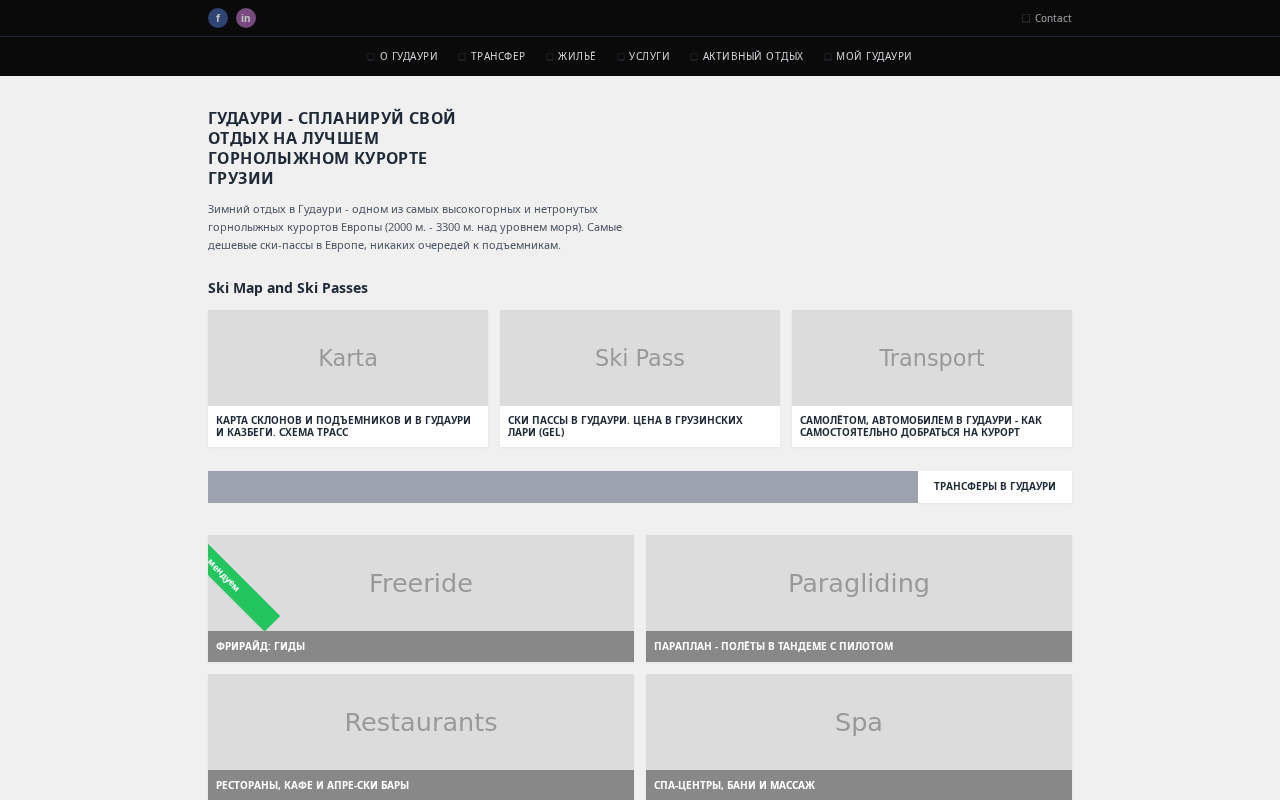 f in Contact
О ГУДАУРИ ТРАНСФЕР ЖИЛЬЁ УСЛУГИ АКТИВНЫЙ ОТДЫХ МОЙ ГУДАУРИ
ГУДАУРИ - СПЛАНИРУЙ СВОЙ
ОТДЫХ НА ЛУЧШЕМ
ГОРНОЛЫЖНОМ КУРОРТЕ
ГРУЗИИ
Зимний отдых в Гудаури - одном из самых высокогорных и нетронутых
горнолыжных курортов Европы (2000 м. - 3300 м. над уровнем моря). Самые
дешевые ски-пассы в Европе, никаких очередей к подъемникам.
Ski Map and Ski Passes
Karta
КАРТА СКЛОНОВ И ПОДЪЕМНИКОВ И В ГУДАУРИ
И КАЗБЕГИ. СХЕМА ТРАСС
Ski Pass
СКИ ПАССЫ В ГУДАУРИ. ЦЕНА В ГРУЗИНСКИХ
ЛАРИ (GEL)
Transport
САМОЛЁТОМ, АВТОМОБИЛЕМ В ГУДАУРИ - КАК
САМОСТОЯТЕЛЬНО ДОБРАТЬСЯ НА КУРОРТ
ТРАНСФЕРЫ В ГУДАУРИ
мендуем
Freeride
ФРИРАЙД: ГИДЫ
Paragliding
ПАРАПЛАН - ПОЛЁТЫ В ТАНДЕМЕ С ПИЛОТОМ
Restaurants
РЕСТОРАНЫ, КАФЕ И АПРЕ-СКИ БАРЫ
Spa
СПА-ЦЕНТРЫ, БАНИ И МАССАЖ